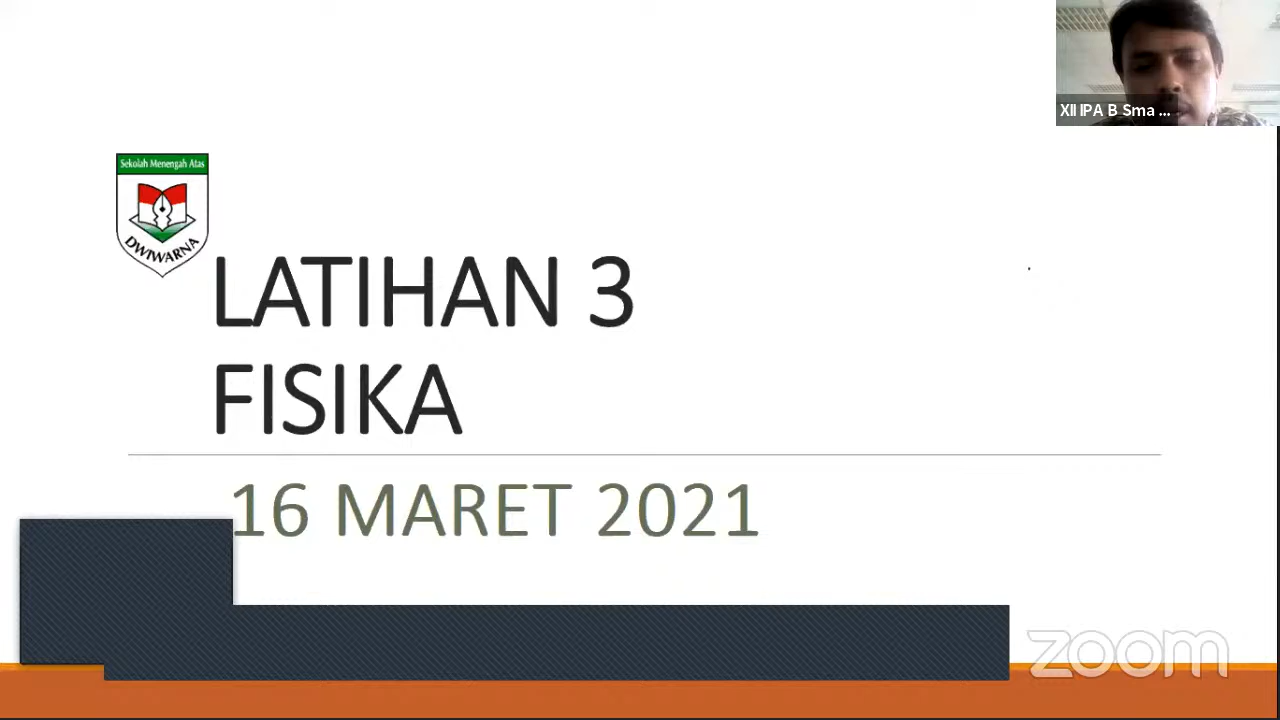 XII IPA B Sma ...
Sekolah Menengah Atas
DWIWARNA
LATIHAN 3
FISIKA
16 MARET 2021
zoom